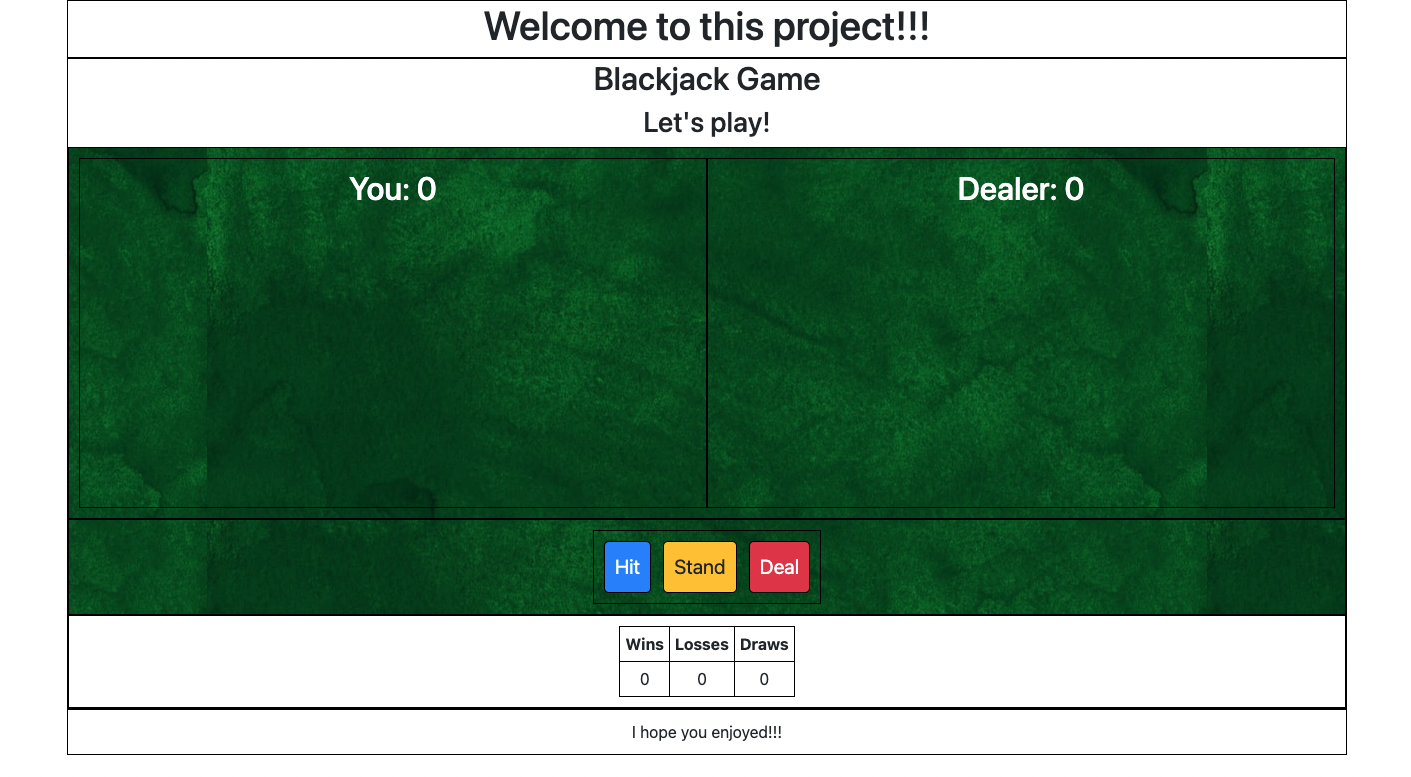 Welcome to this project!!!
Blackjack Game
Let's play!
You: 0 Dealer: 0
Hit Stand Deal
Wins Losses Draws
0 0 0
I hope you enjoyed!!!